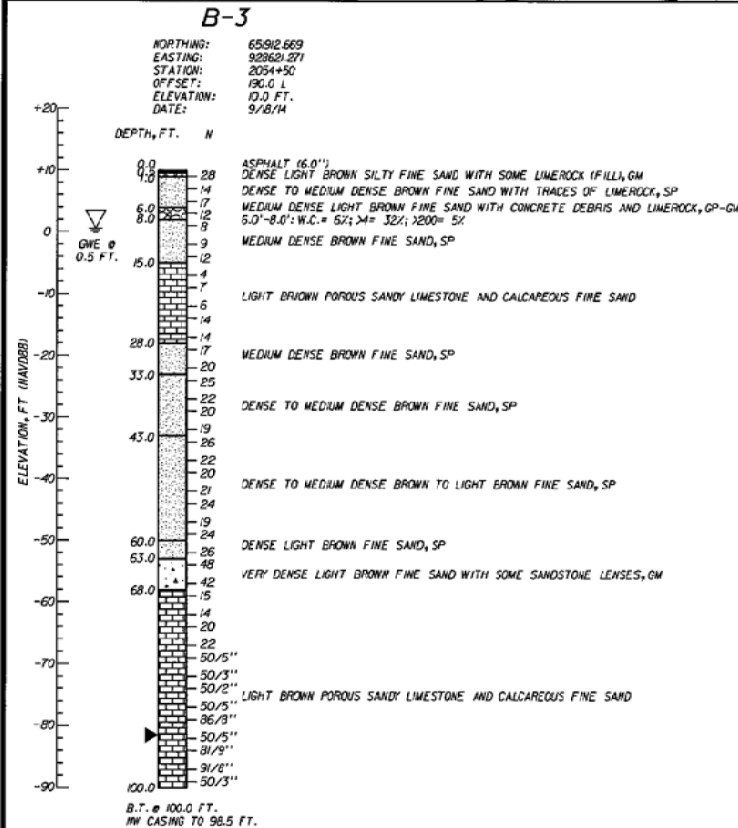 B-3
NORTHING: 65912.669
EASTING: 928621.271
STATION: 2054+50
OFFSET: 190.0 L
ELEVATION: 10.0 FT.
DATE: 9/18/14
DEPTH, FT. N
+20
+10
0
-10
-20
-30
-40
-50
-60
-70
-80
-90
ELEVATION, FT (NAVD88)
GWE @
0.5 FT.
0.0 ASPHALT (6.0'')
0.5
1.0 28 DENSE LIGHT BROWN SILTY FINE SAND WITH SOME LIMEROCK (FILL), GM
14 DENSE TO MEDIUM DENSE BROWN FINE SAND WITH TRACES OF LIMEROCK, SP
17
6.0 12 MEDIUM DENSE LIGHT BROWN FINE SAND WITH CONCRETE DEBRIS AND LIMEROCK, GP-GM
8.0 6.0'-8.0': W.C.= 6%; >4= 32%; >200= 5%
8
9 MEDIUM DENSE BROWN FINE SAND, SP
12
15.0
4
7
6 LIGHT BROWN POROUS SANDY LIMESTONE AND CALCAREOUS FINE SAND
14
14
28.0
17 MEDIUM DENSE BROWN FINE SAND, SP
20
33.0
25
22
20 DENSE TO MEDIUM DENSE BROWN FINE SAND, SP
19
43.0
26
22
20
21 DENSE TO MEDIUM DENSE BROWN TO LIGHT BROWN FINE SAND, SP
24
19
24
60.0
26 DENSE LIGHT BROWN FINE SAND, SP
63.0
48
42 VERY DENSE LIGHT BROWN FINE SAND WITH SOME SANDSTONE LENSES, GM
68.0
15
14
20
22
50/5''
50/3''
50/2'' LIGHT BROWN POROUS SANDY LIMESTONE AND CALCAREOUS FINE SAND
50/5''
86/8''
50/5''
81/9''
91/8''
50/3''
100.0
B.T. @ 100.0 FT.
NW CASING TO 98.5 FT.